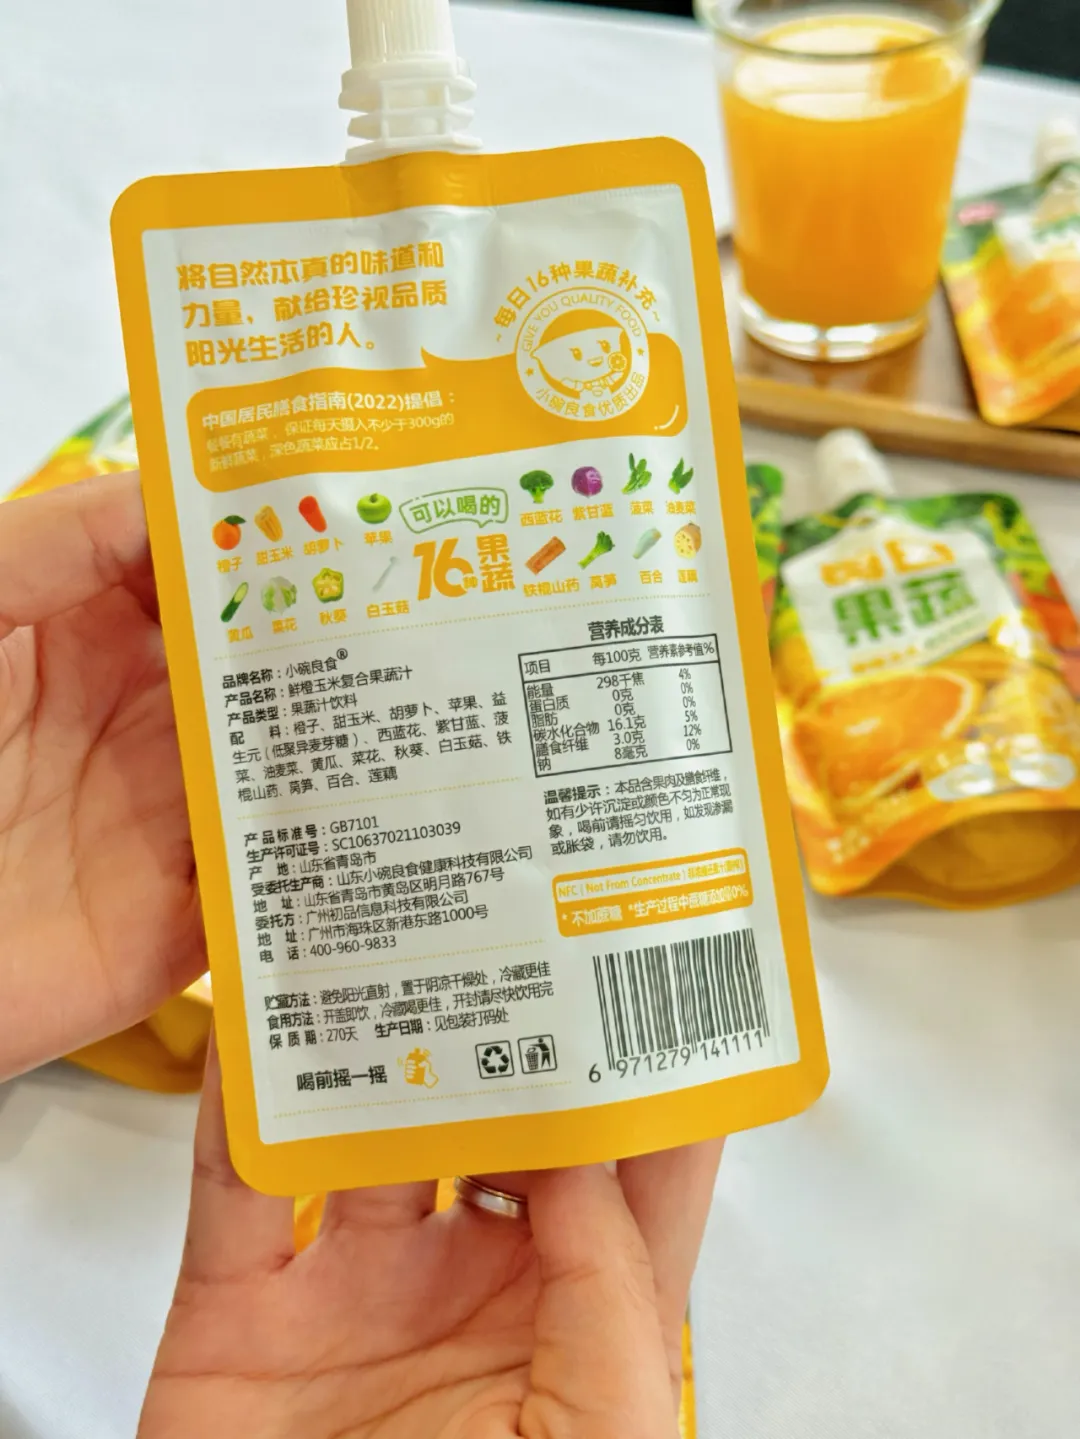 将自然本真的味道和
力量，献给珍视品质
阳光生活的人。
~每日16种果蔬补充~
GIVE YOU QUALITY FOOD
小碗良食优质出品
中国居民膳食指南(2022)提倡：
餐餐有蔬菜，保证每天摄入不少于300g的
新鲜蔬菜，深色蔬菜应占1/2。
橙子 甜玉米 胡萝卜 苹果
可以喝的
16种果蔬
西蓝花 紫甘蓝 菠菜 油麦菜
黄瓜 菜花 秋葵 白玉菇
铁棍山药 莴笋 百合 莲藕
品牌名称：小碗良食®
产品名称：鲜橙玉米复合果蔬汁
产品类型：果蔬汁饮料
配 料：橙子、甜玉米、胡萝卜、苹果、益
生元（低聚异麦芽糖）、西蓝花、紫甘蓝、菠
菜、油麦菜、黄瓜、菜花、秋葵、白玉菇、铁
棍山药、莴笋、百合、莲藕
营养成分表
项目 每100克 营养素参考值%
能量 298千焦 4%
蛋白质 0克 0%
脂肪 0克 0%
碳水化合物 16.1克 5%
膳食纤维 3.0克 12%
钠 8毫克 0%
温馨提示：本品含果肉及膳食纤维，
如有少许沉淀或颜色不匀为正常现
象，喝前请摇匀饮用，如发现渗漏
或胀袋，请勿饮用。
产品标准号：GB7101
生产许可证号：SC10637021103039
产 地：山东省青岛市
受委托生产商：山东小碗良食健康科技有限公司
地 址：山东省青岛市黄岛区明月路767号
委托方：广州初品信息科技有限公司
地 址：广州市海珠区新港东路1000号
电 话：400-960-9833
NFC ( Not From Concentrate )
*不加蔗糖 *生产过程中蔗糖添加量0%
贮藏方法：避免阳光直射，置于阴凉干燥处，冷藏更佳
食用方法：开盖即饮，冷藏喝更佳，开封请尽快饮用完
保 质 期：270天 生产日期：见包装打码处
喝前摇一摇
6 971279 141111
果蔬